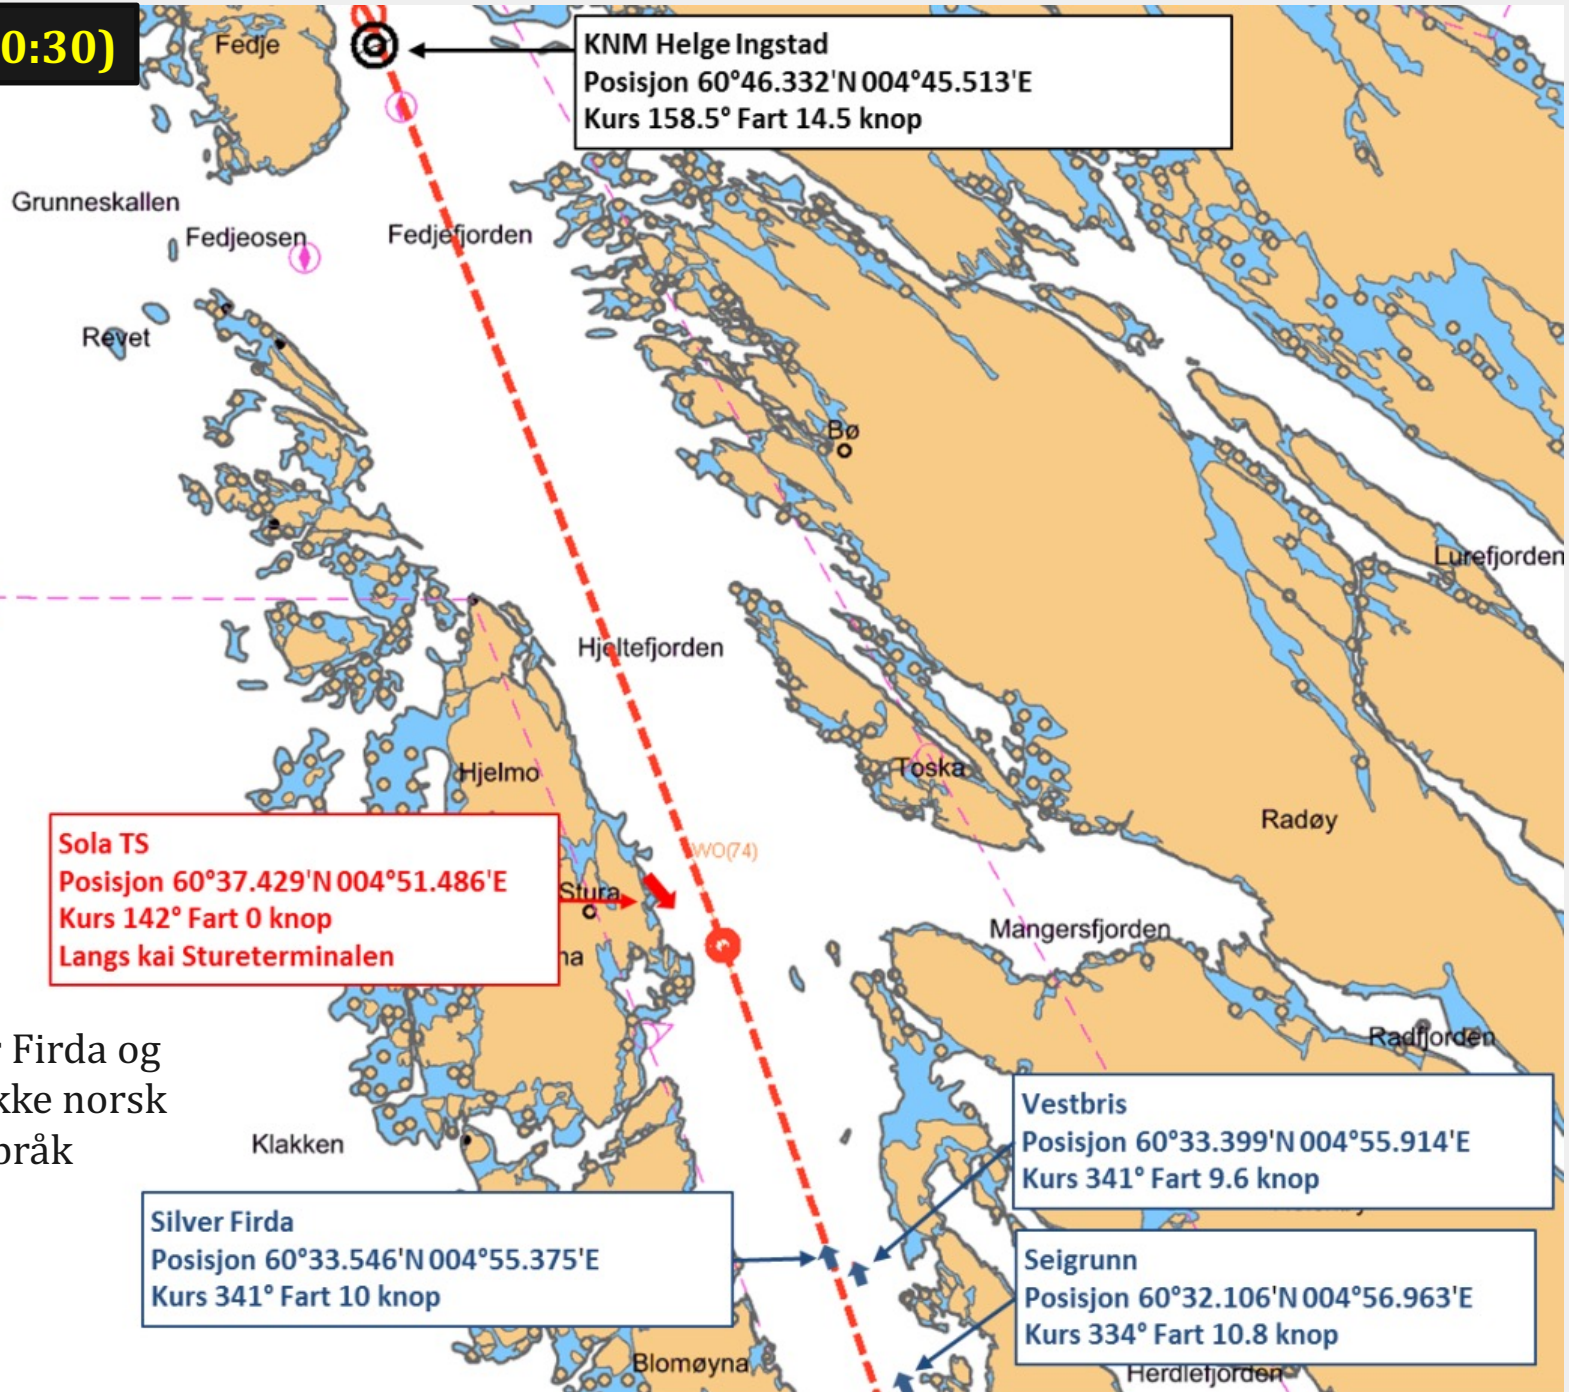 0:30)
Fedje
KNM Helge Ingstad
Posisjon 60°46.332'N 004°45.513'E
Kurs 158.5° Fart 14.5 knop
Grunneskallen
Fedjeosen
Fedjefjorden
Revet
Bø
Lurefjorden
Hjeltefjorden
Hjelmo
Toska
Radøy
WO(74)
Sola TS
Posisjon 60°37.429'N 004°51.486'E
Kurs 142° Fart 0 knop
Langs kai Stureterminalen
Stura
na
Mangersfjorden
Radfjorden
r Firda og
kke norsk
pråk
Klakken
Vestbris
Posisjon 60°33.399'N 004°55.914'E
Kurs 341° Fart 9.6 knop
Silver Firda
Posisjon 60°33.546'N 004°55.375'E
Kurs 341° Fart 10 knop
Seigrunn
Posisjon 60°32.106'N 004°56.963'E
Kurs 334° Fart 10.8 knop
Blomøyna
Herdlefjorden